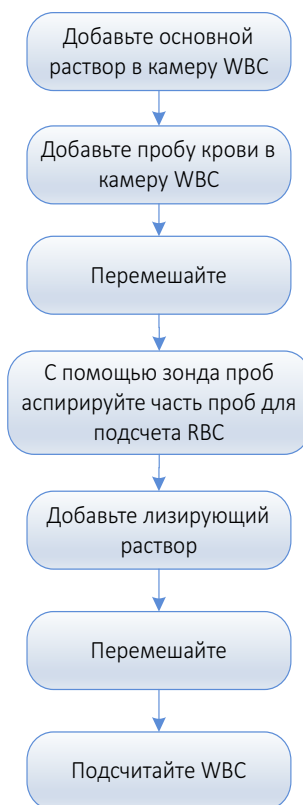 Добавьте основной
раствор в камеру WBC
Добавьте пробу крови в
камеру WBC
Перемешайте
С помощью зонда проб
аспирируйте часть проб для
подсчета RBC
Добавьте лизирующий
раствор
Перемешайте
Подсчитайте WBC